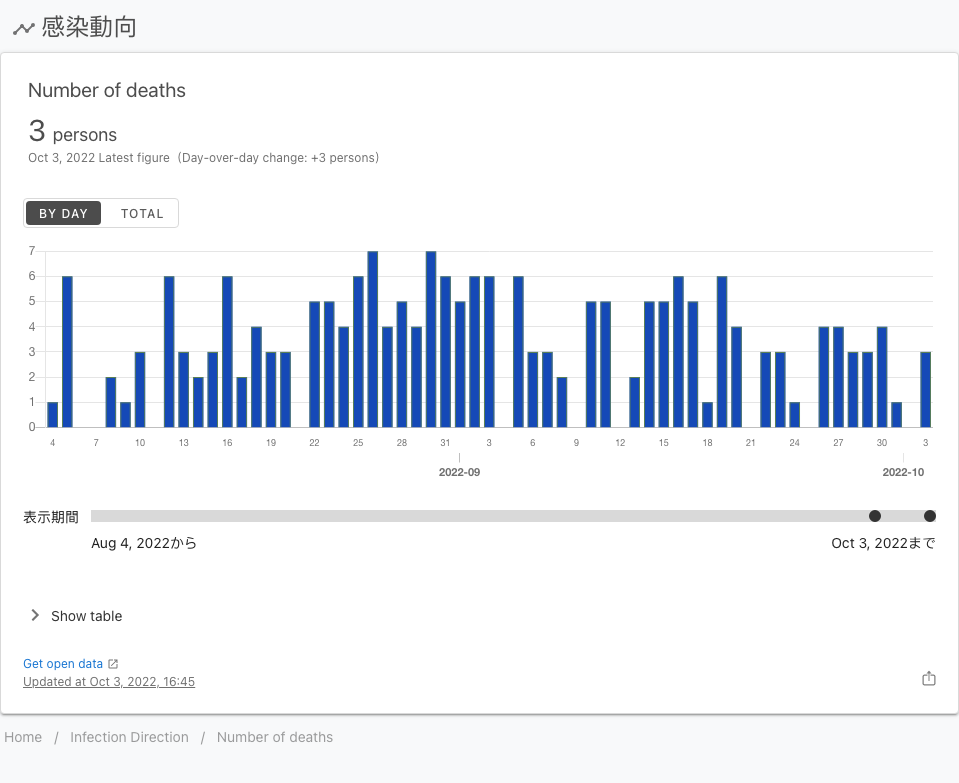 感染動向
Number of deaths
3 persons
Oct 3, 2022 Latest figure (Day-over-day change: +3 persons)
BY DAY TOTAL
7
6
5
4
3
2
1
0
4 7 10 13 16 19 22 25 28 31 3 6 9 12 15 18 21 24 27 30 3
2022-09 2022-10
表示期間
Aug 4, 2022から Oct 3, 2022まで
Show table
Get open data
Updated at Oct 3, 2022, 16:45
Home / Infection Direction / Number of deaths